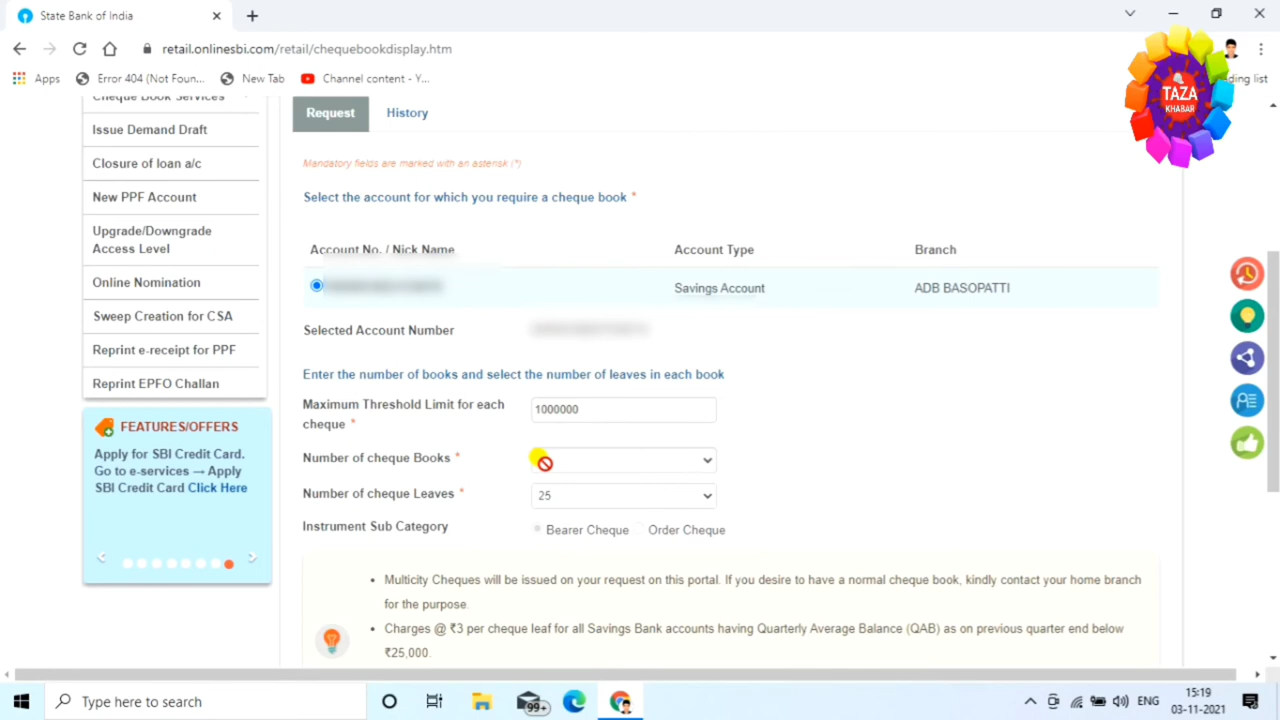 State Bank of India
retail.onlinesbi.com/retail/chequebookdisplay.htm
Apps
Error 404 (Not Foun...
New Tab
Channel content - Y...
ding list
TAZA
KHABAR
Cheque Book Services
Issue Demand Draft
Closure of loan a/c
New PPF Account
Upgrade/Downgrade
Access Level
Online Nomination
Sweep Creation for CSA
Reprint e-receipt for PPF
Reprint EPFO Challan
FEATURES/OFFERS
Apply for SBI Credit Card.
Go to e-services → Apply
SBI Credit Card Click Here
Request History
Mandatory fields are marked with an asterisk (*)
Select the account for which you require a cheque book *
Account No. / Nick Name Account Type Branch
Savings Account ADB BASOPATTI
Selected Account Number
Enter the number of books and select the number of leaves in each book
Maximum Threshold Limit for each
cheque *
1000000
Number of cheque Books *
Number of cheque Leaves * 25
Instrument Sub Category Bearer Cheque Order Cheque
• Multicity Cheques will be issued on your request on this portal. If you desire to have a normal cheque book, kindly contact your home branch
for the purpose.
• Charges @ ₹3 per cheque leaf for all Savings Bank accounts having Quarterly Average Balance (QAB) as on previous quarter end below
₹25,000.
Type here to search
99+
ENG
15:19
03-11-2021